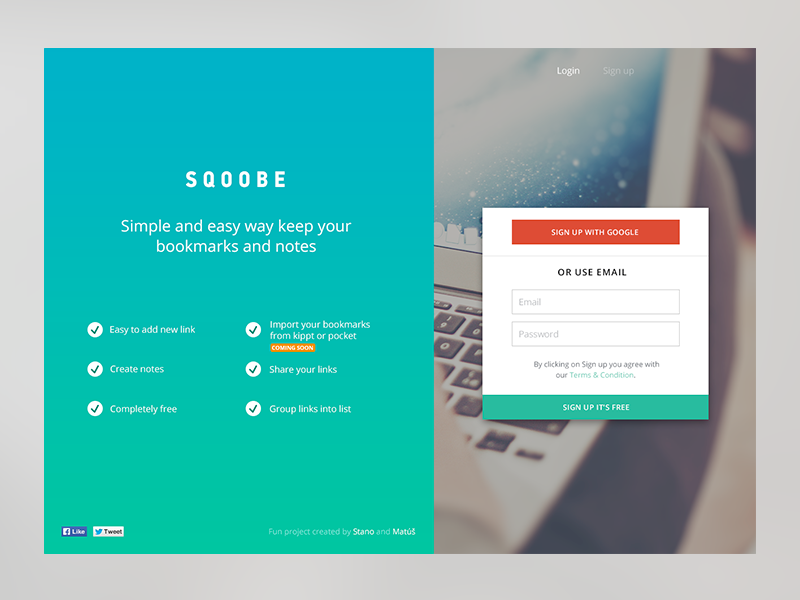 Login Sign up
SQOOBE
Simple and easy way keep your
bookmarks and notes
Easy to add new link
Create notes
Completely free
Import your bookmarks
from kippt or pocket
COMING SOON
Share your links
Group links into list
SIGN UP WITH GOOGLE
OR USE EMAIL
Email
Password
By clicking on Sign up you agree with
our Terms & Condition.
SIGN UP IT'S FREE
Like Tweet
Fun project created by Stano and Matúš